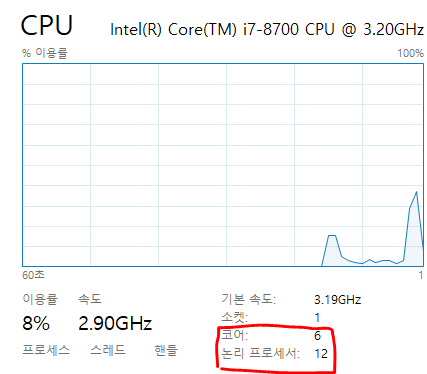 CPU Intel(R) Core(TM) i7-8700 CPU @ 3.20GHz
% 이용률 100%
60초 1
이용률 속도 기본 속도: 3.19GHz
소켓: 1
8% 2.90GHz 코어: 6
프로세스 스레드 핸들 논리 프로세서: 12